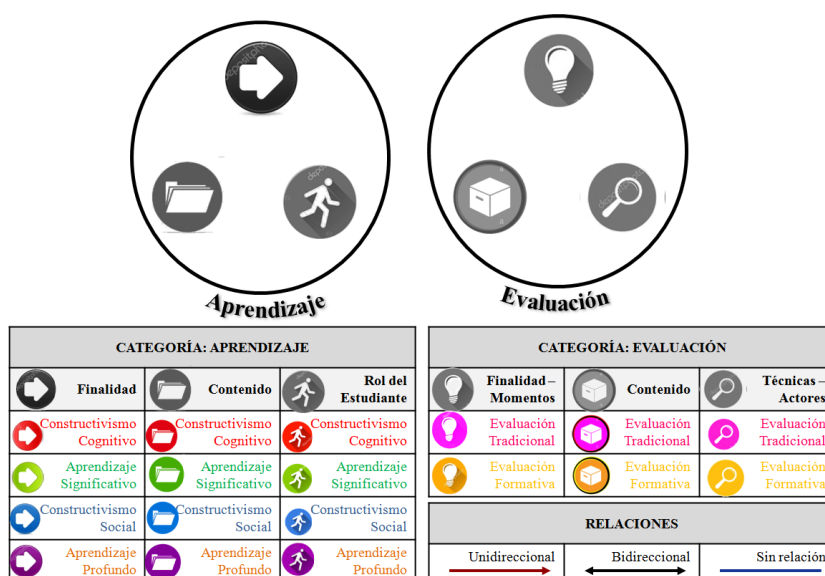 Aprendizaje
Evaluación
CATEGORÍA: APRENDIZAJE
Finalidad
Contenido
Rol del
Estudiante
Constructivismo
Cognitivo
Constructivismo
Cognitivo
Constructivismo
Cognitivo
Aprendizaje
Significativo
Aprendizaje
Significativo
Aprendizaje
Significativo
Constructivismo
Social
Constructivismo
Social
Constructivismo
Social
Aprendizaje
Profundo
Aprendizaje
Profundo
Aprendizaje
Profundo
CATEGORÍA: EVALUACIÓN
Finalidad –
Momentos
Contenido
Técnicas –
Actores
Evaluación
Tradicional
Evaluación
Tradicional
Evaluación
Tradicional
Evaluación
Formativa
Evaluación
Formativa
Evaluación
Formativa
RELACIONES
Unidireccional
Bidireccional
Sin relación